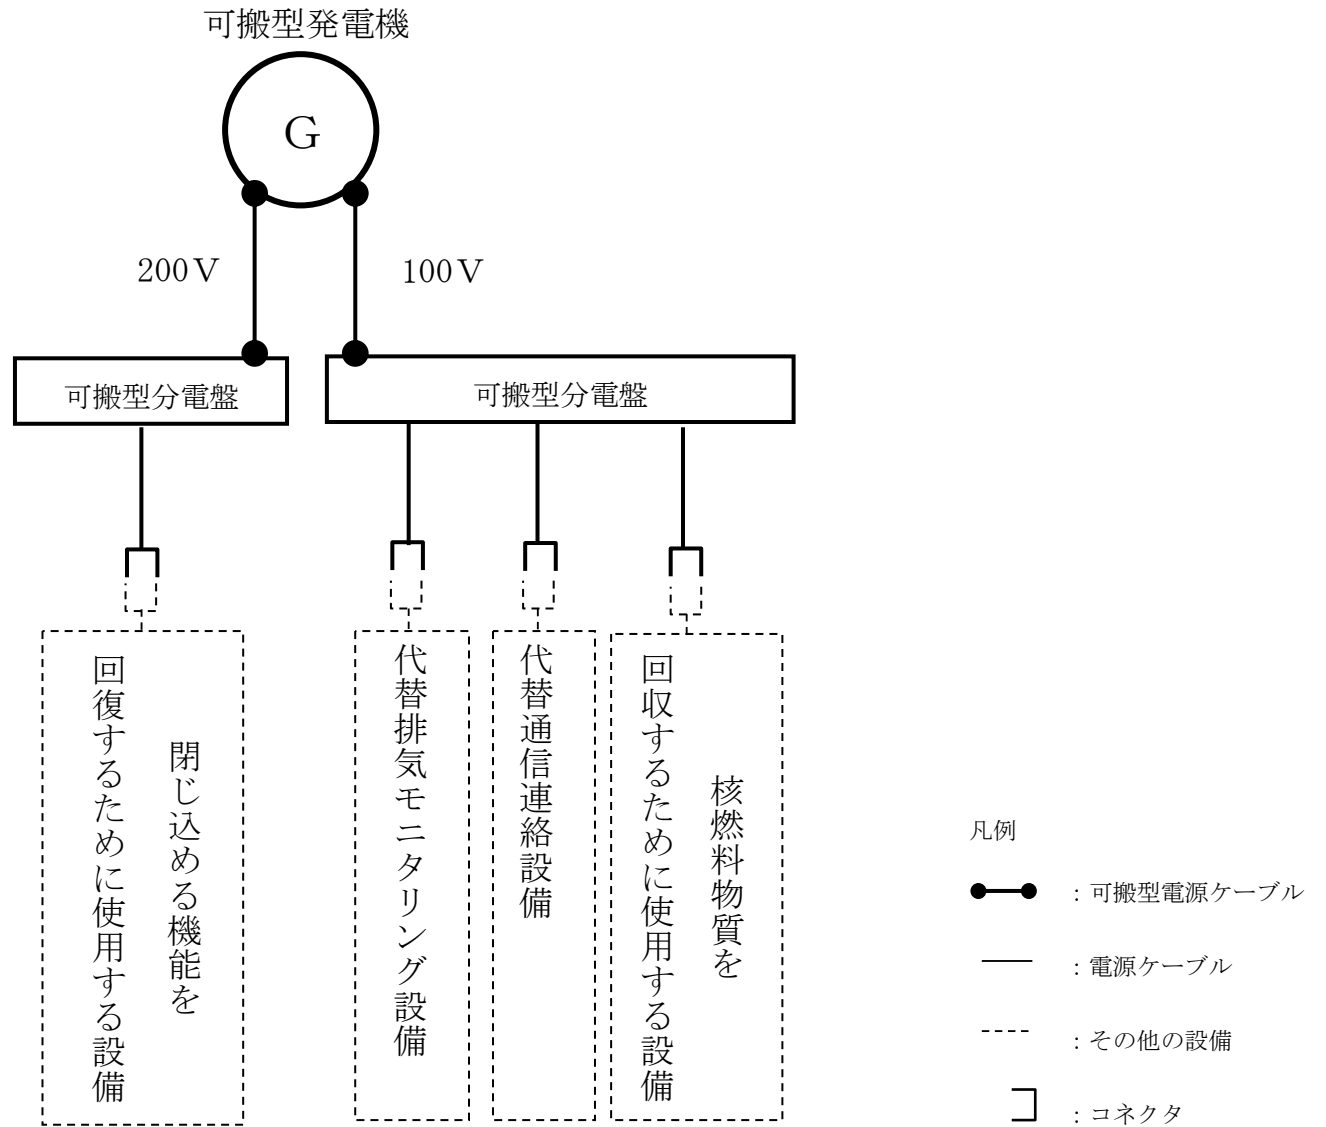 可搬型発電機
G
200V
100V
可搬型分電盤
可搬型分電盤
閉じ込める機能を
回復するために使用する設備
代替排気モニタリング設備
代替通信連絡設備
核燃料物質を
回収するために使用する設備
凡例
：可搬型電源ケーブル
：電源ケーブル
：その他の設備
：コネクタ